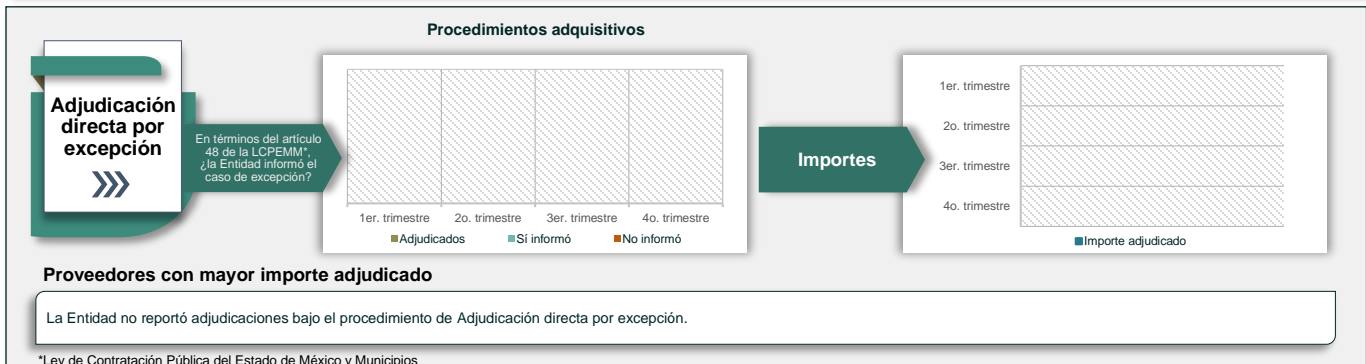 Procedimientos adquisitivos
Adjudicación
directa por
excepción
En términos del artículo
48 de la LCPEMM*,
¿la Entidad informó el
caso de excepción?
1er. trimestre 2o. trimestre 3er. trimestre 4o. trimestre
Adjudicados Sí informó No informó
Importes
1er. trimestre
2o. trimestre
3er. trimestre
4o. trimestre
Importe adjudicado
Proveedores con mayor importe adjudicado
La Entidad no reportó adjudicaciones bajo el procedimiento de Adjudicación directa por excepción.
*Ley de Contratación Pública del Estado de México y Municipios